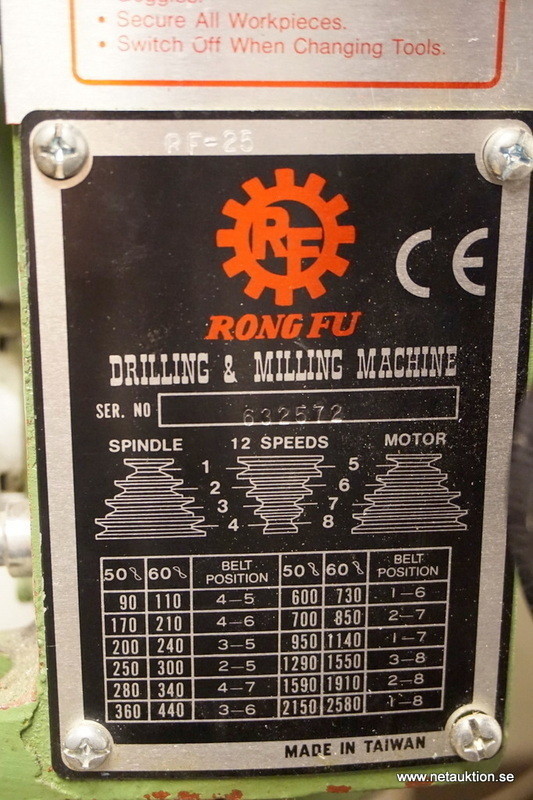 • Secure All Workpieces.
• Switch Off When Changing Tools.
RF-25
RF
CE
RONG FU
DRILLING & MILLING MACHINE
SER. NO 632572
SPINDLE 12 SPEEDS MOTOR
1 5
2 6
3 7
4 8
50∿ 60∿ BELT POSITION 50∿ 60∿ BELT POSITION
90 110 4-5 600 730 1-6
170 210 4-6 700 850 2-7
200 240 3-5 950 1140 1-7
250 300 2-5 1290 1550 3-8
280 340 4-7 1590 1910 2-8
360 440 3-6 2150 2580 1-8
MADE IN TAIWAN
www.netauktion.se